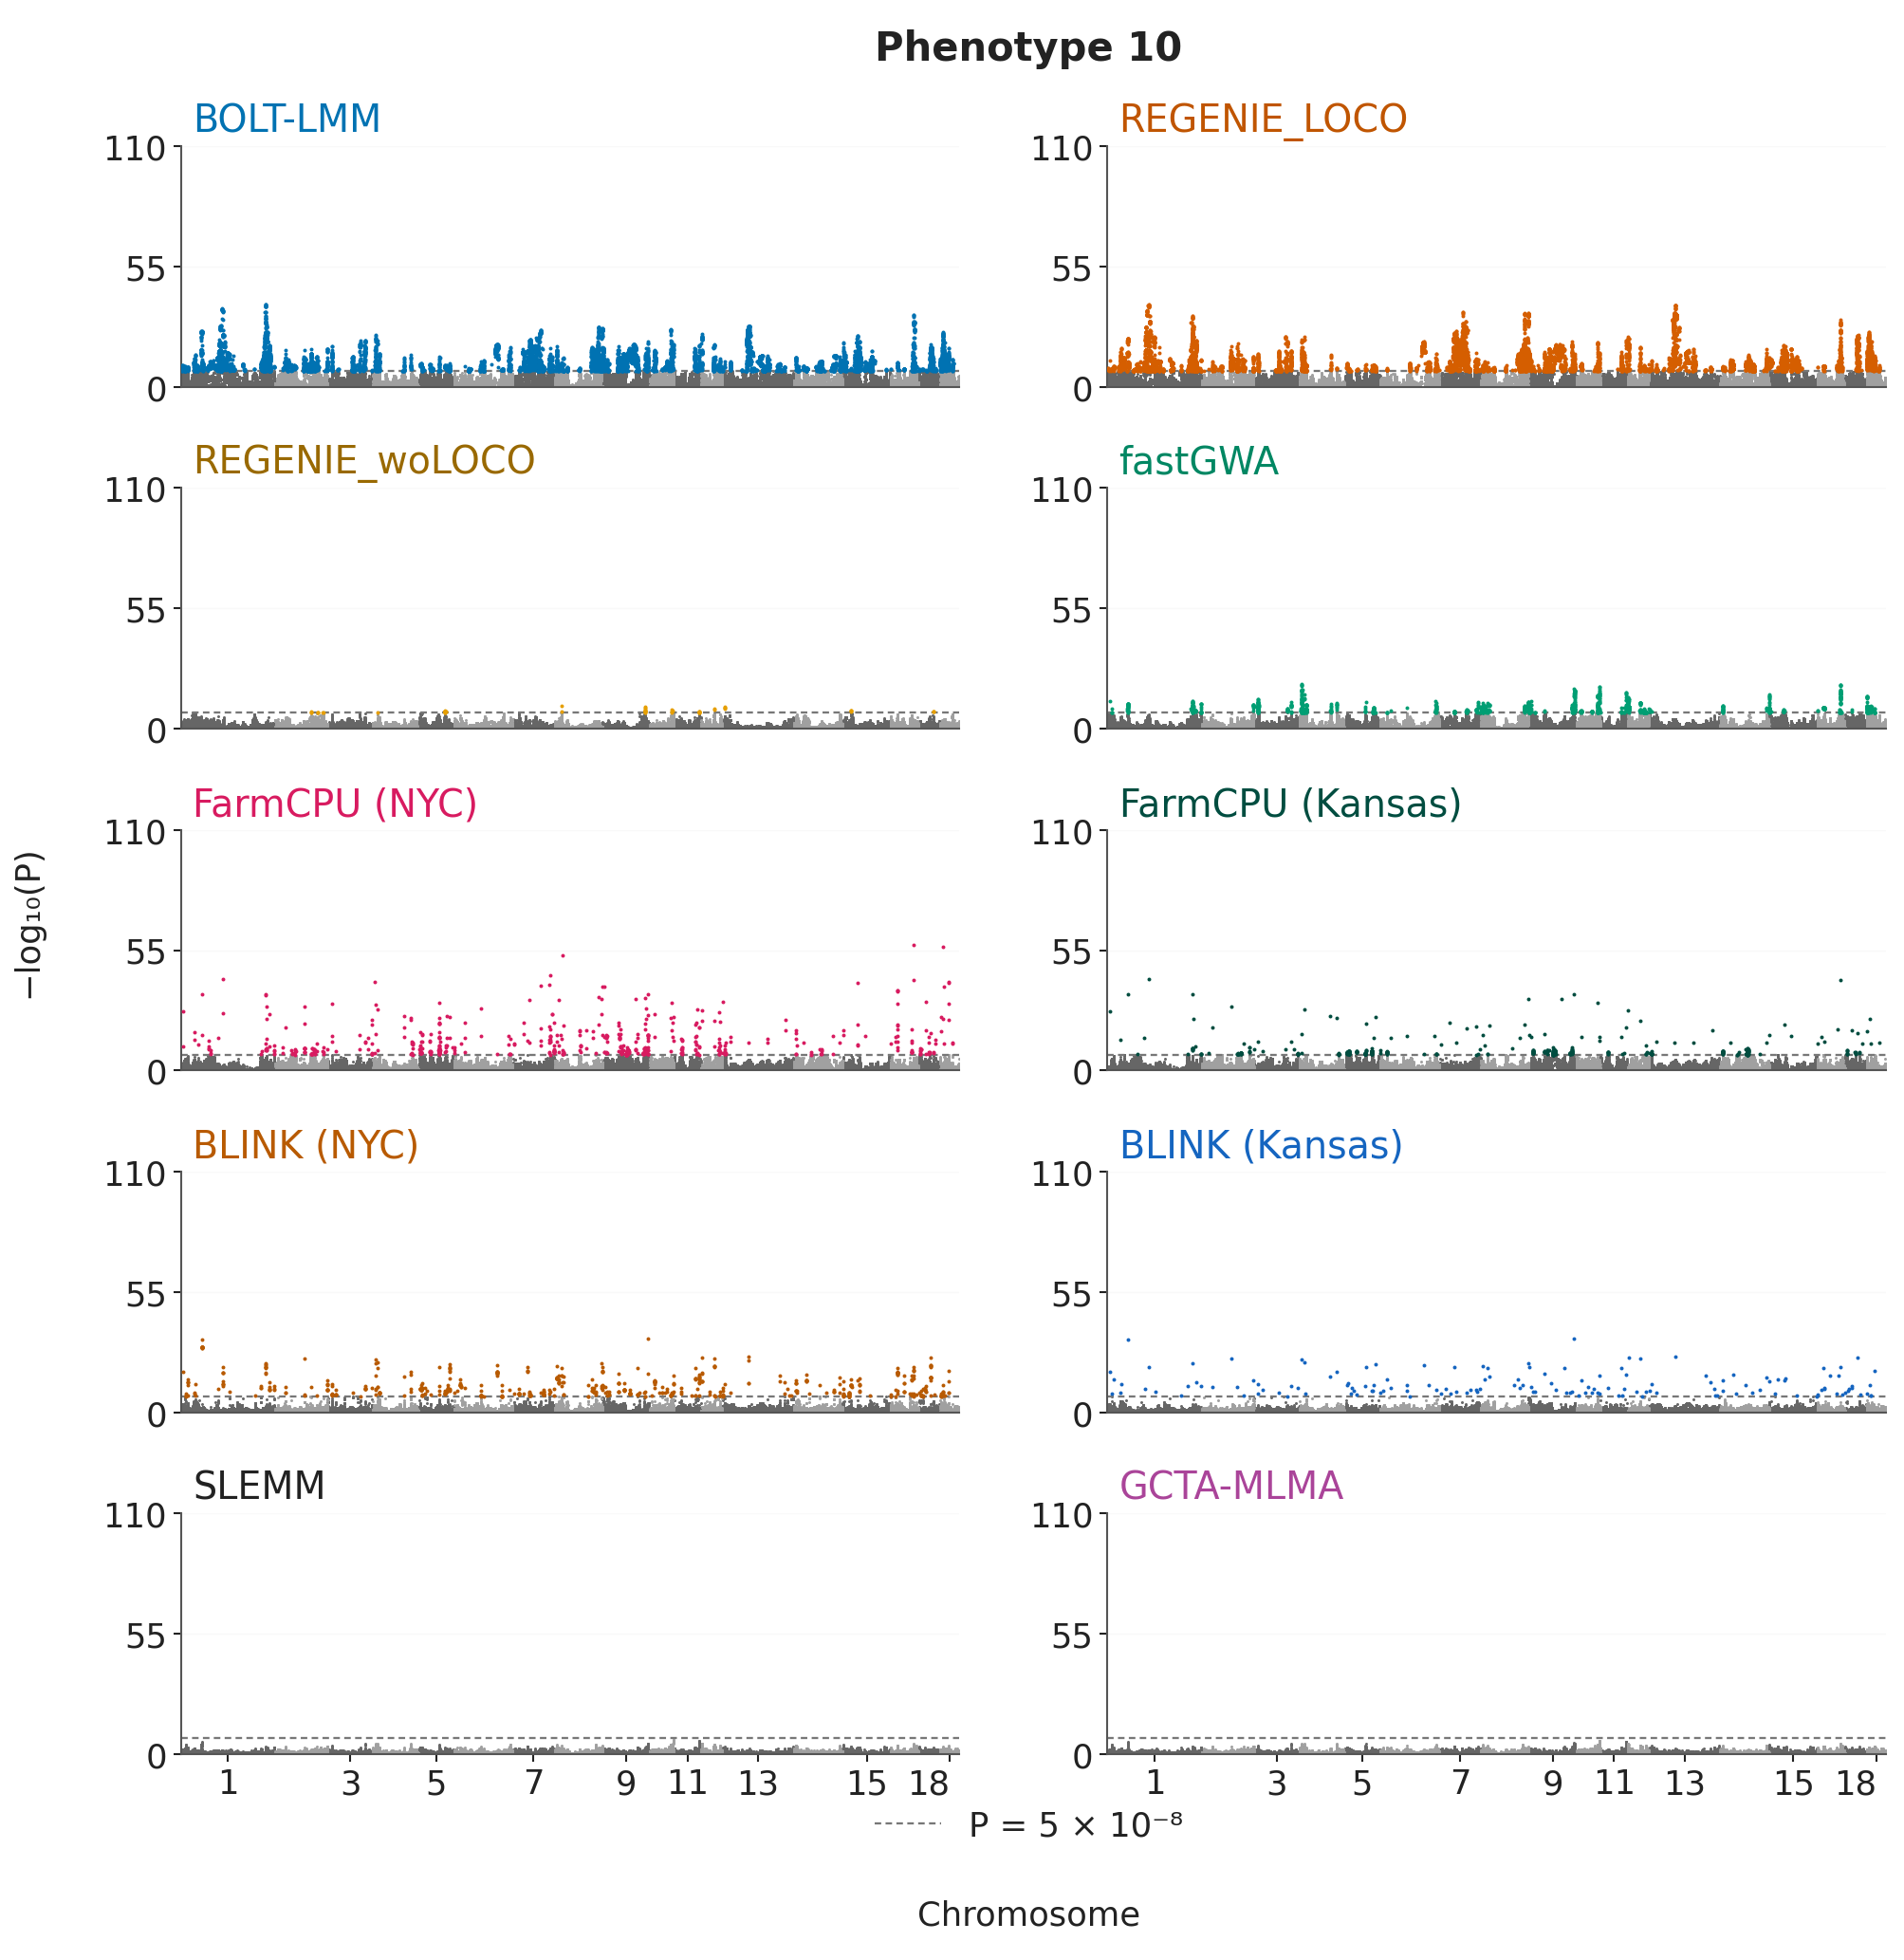 Phenotype 10
BOLT-LMM
REGENIE_LOCO
110
55
0
110
55
0
REGENIE_woLOCO
fastGWA
110
55
0
110
55
0
FarmCPU (NYC)
FarmCPU (Kansas)
110
55
0
110
55
0
−log₁₀(P)
BLINK (NYC)
BLINK (Kansas)
110
55
0
110
55
0
SLEMM
GCTA-MLMA
110
55
0
110
55
0
1 3 5 7 9 11 13 15 18
1 3 5 7 9 11 13 15 18
P = 5 × 10⁻⁸
Chromosome